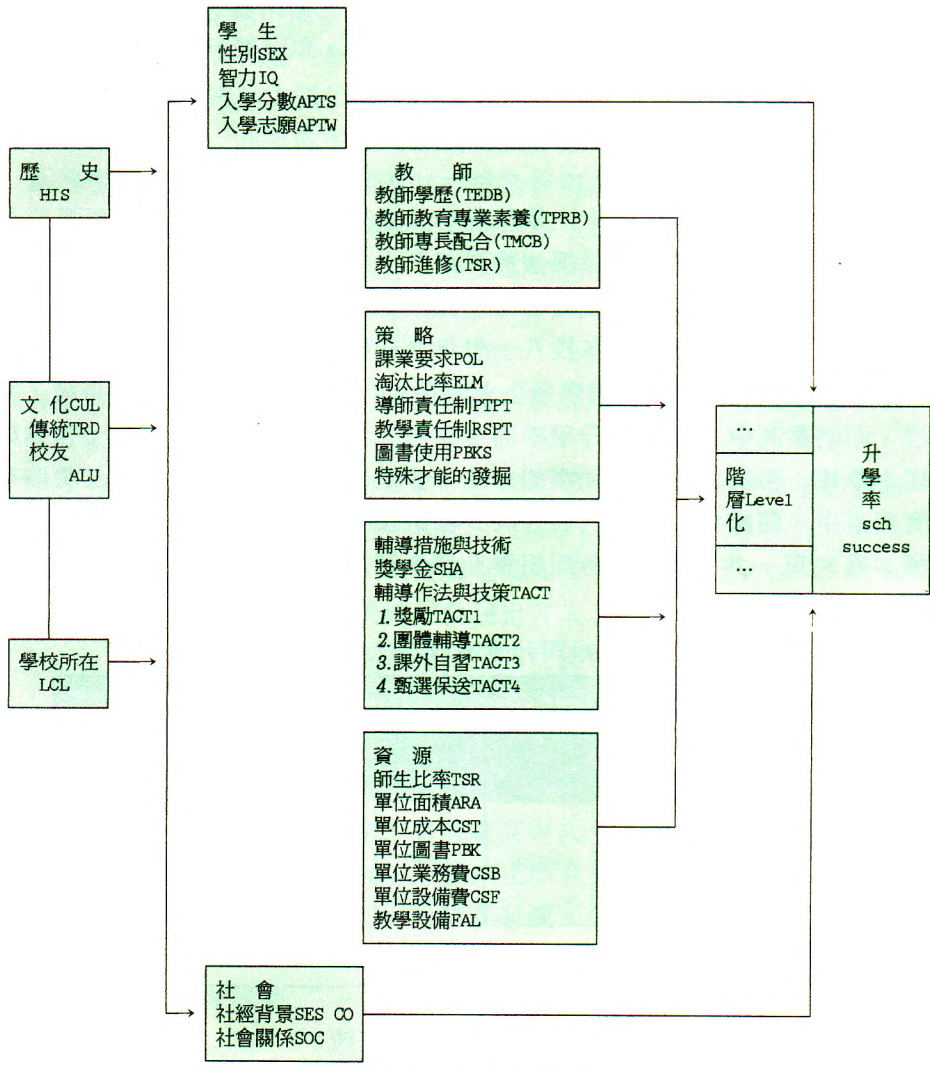 學 生
性別SEX
智力IQ
入學分數APTS
入學志願APTW
歷 史
HIS
教 師
教師學歷(TEDB)
教師教育專業素養(TPRB)
教師專長配合(TMCB)
教師進修(TSR)
策 略
課業要求POL
淘汰比率ELM
導師責任制PTPT
教學責任制RSPT
圖書使用PBKS
特殊才能的發掘
文 化CUL
傳統TRD
校友
ALU
輔導措施與技術
獎學金SHA
輔導作法與技策TACT
1.獎勵TACT1
2.團體輔導TACT2
3.課外自習TACT3
4.甄選保送TACT4
學校所在
LCL
資 源
師生比率TSR
單位面積ARA
單位成本CST
單位圖書PBK
單位業務費CSB
單位設備費CSF
教學設備FAL
社 會
社經背景SES CO
社會關係SOC
…
階
層Level
化
…
升
學
率
sch
success